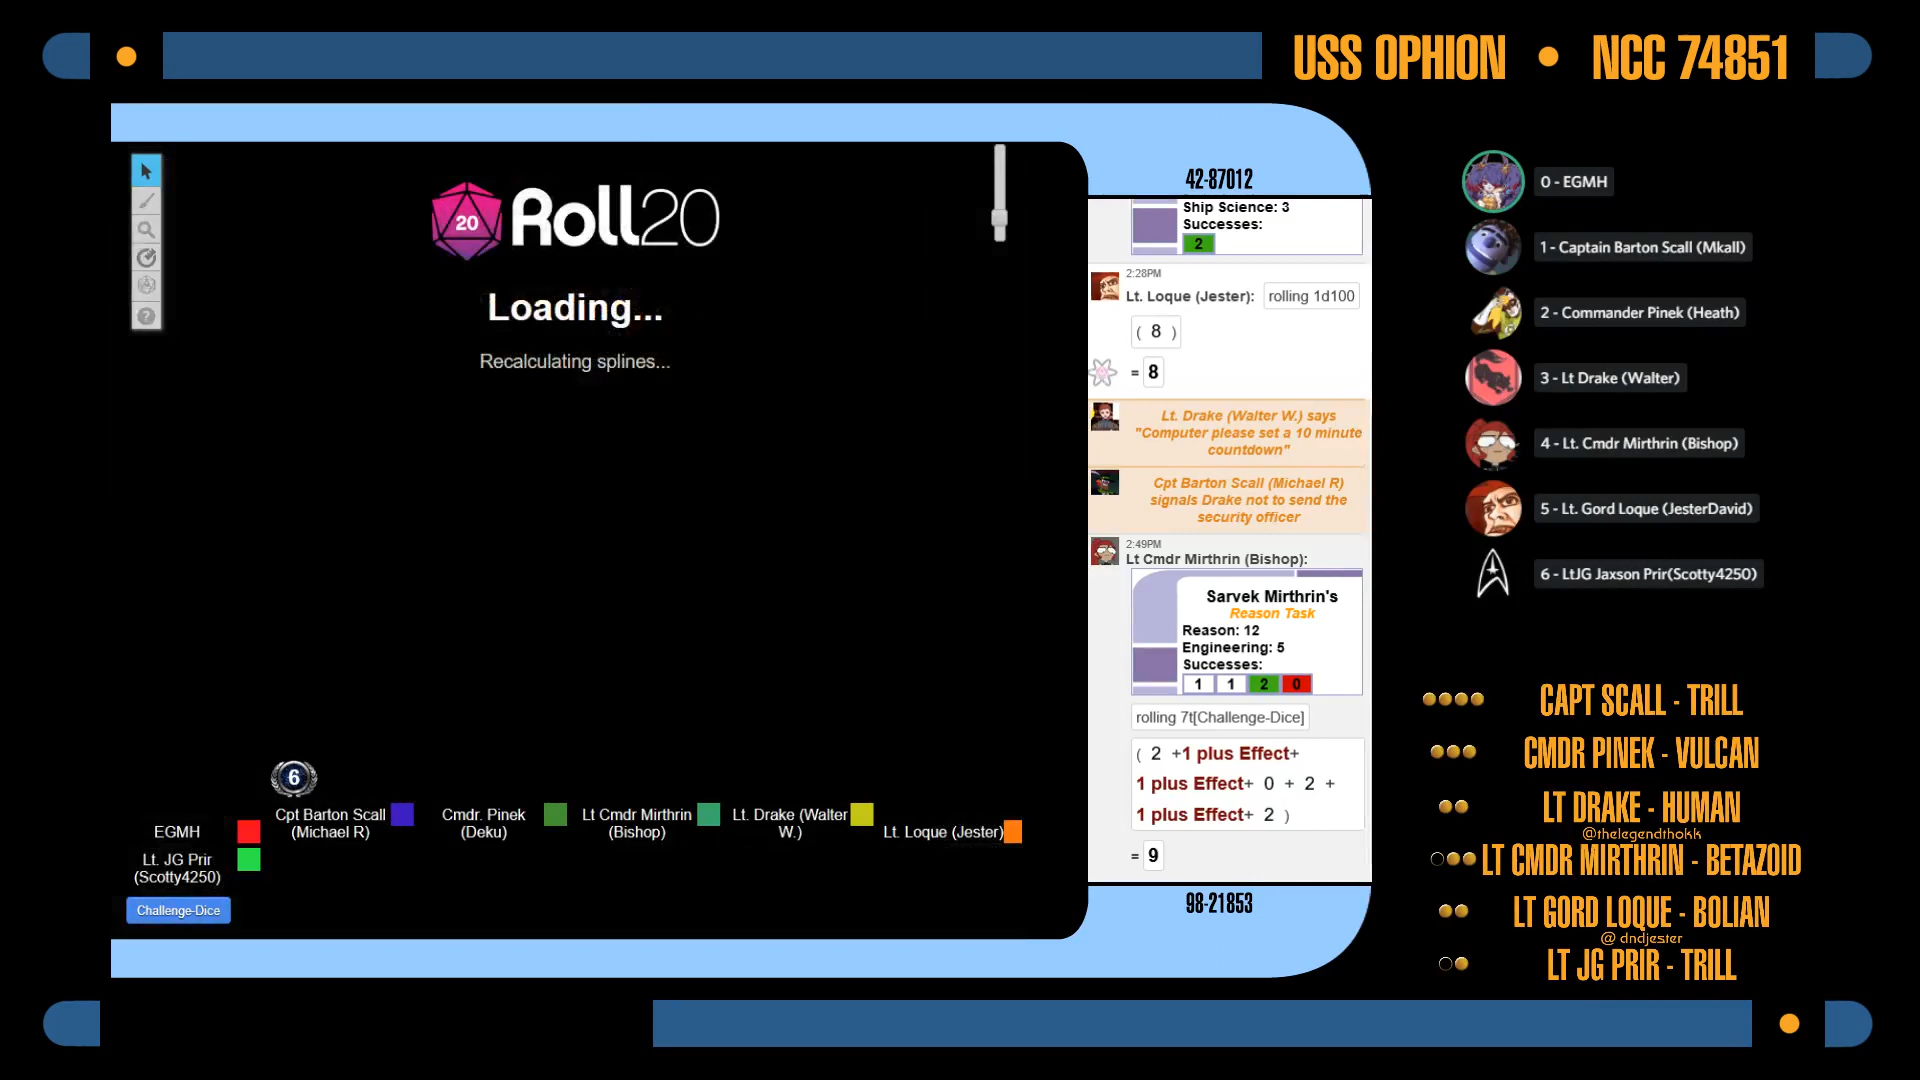 USS OPHION • NCC 74851
20
Roll20
Loading...
Recalculating splines...
6
EGMH
Cpt Barton Scall
(Michael R)
Cmdr. Pinek
(Deku)
Lt Cmdr Mirthrin
(Bishop)
Lt. Drake (Walter
W.)
Lt. Loque (Jester)
Lt. JG Prir
(Scotty4250)
Challenge-Dice
42-87012
Ship Science: 3
Successes:
2
2:28PM
Lt. Loque (Jester): rolling 1d100
( 8 )
= 8
Lt. Drake (Walter W.) says
"Computer please set a 10 minute
countdown"
Cpt Barton Scall (Michael R)
signals Drake not to send the
security officer
2:49PM
Lt Cmdr Mirthrin (Bishop):
Sarvek Mirthrin's
Reason Task
Reason: 12
Engineering: 5
Successes:
1 1 2 0
rolling 7t[Challenge-Dice]
( 2 +1 plus Effect+
1 plus Effect+ 0 + 2 +
1 plus Effect+ 2 )
= 9
98-21853
0 - EGMH
1 - Captain Barton Scall (Mkall)
2 - Commander Pinek (Heath)
3 - Lt Drake (Walter)
4 - Lt. Cmdr Mirthrin (Bishop)
5 - Lt. Gord Loque (JesterDavid)
6 - LtJG Jaxson Prir(Scotty4250)
CAPT SCALL - TRILL
CMDR PINEK - VULCAN
LT DRAKE - HUMAN
@thelegendthokk
LT CMDR MIRTHRIN - BETAZOID
LT GORD LOQUE - BOLIAN
@ dndjester
LT JG PRIR - TRILL